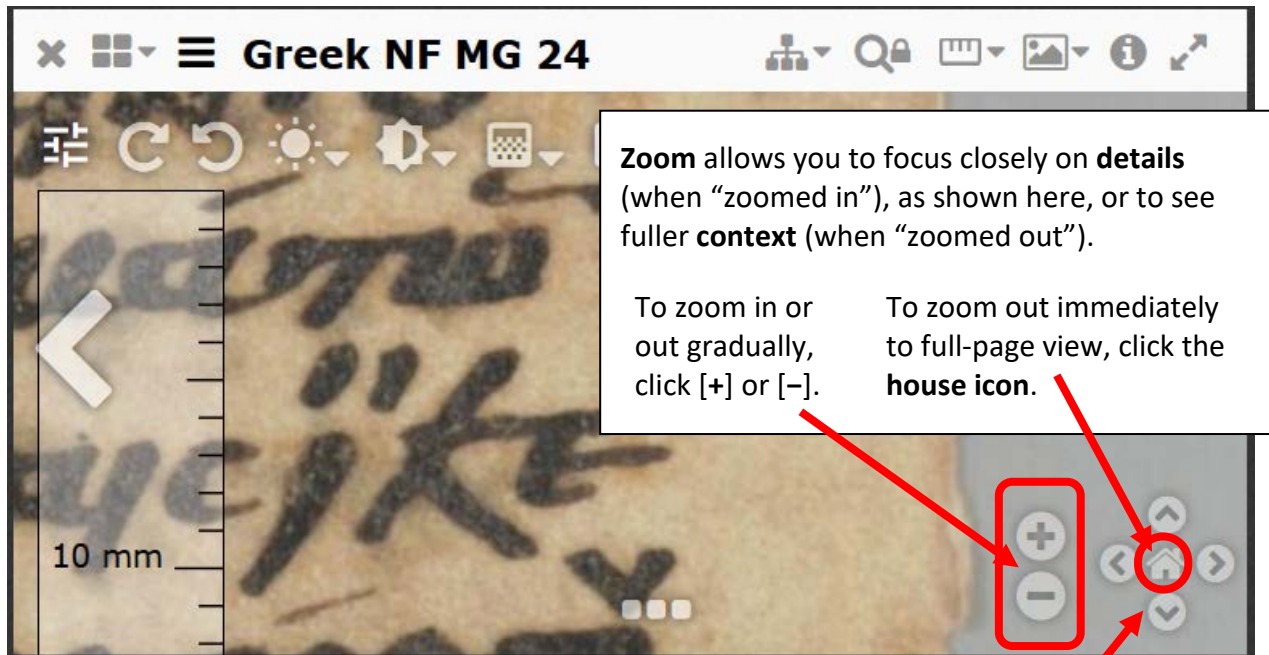 Greek NF MG 24
Zoom allows you to focus closely on details
(when “zoomed in”), as shown here, or to see
fuller context (when “zoomed out”).
To zoom in or
out gradually,
click [+] or [–].
To zoom out immediately
to full-page view, click the
house icon.
10 mm